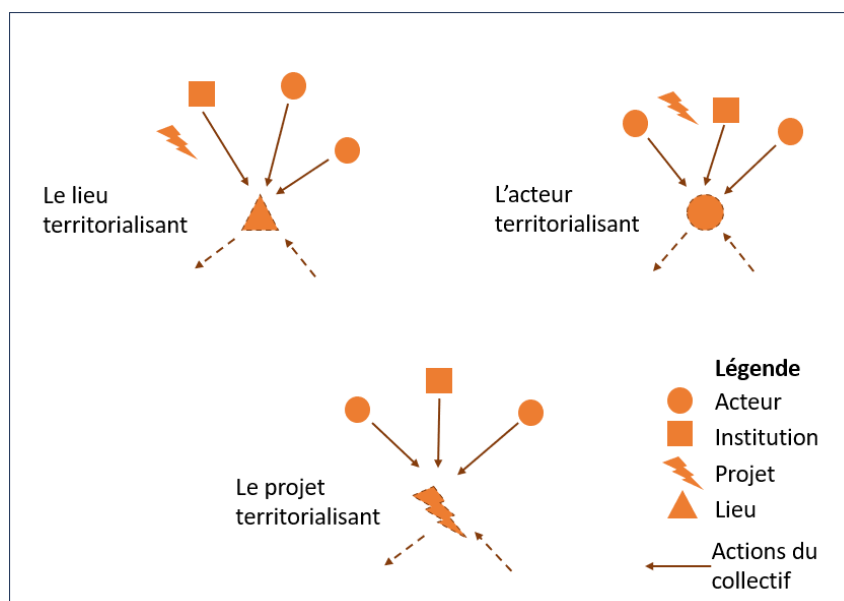 Le lieu
territorialisant
L’acteur
territorialisant
Le projet
territorialisant
Légende
Acteur
Institution
Projet
Lieu
Actions du
collectif